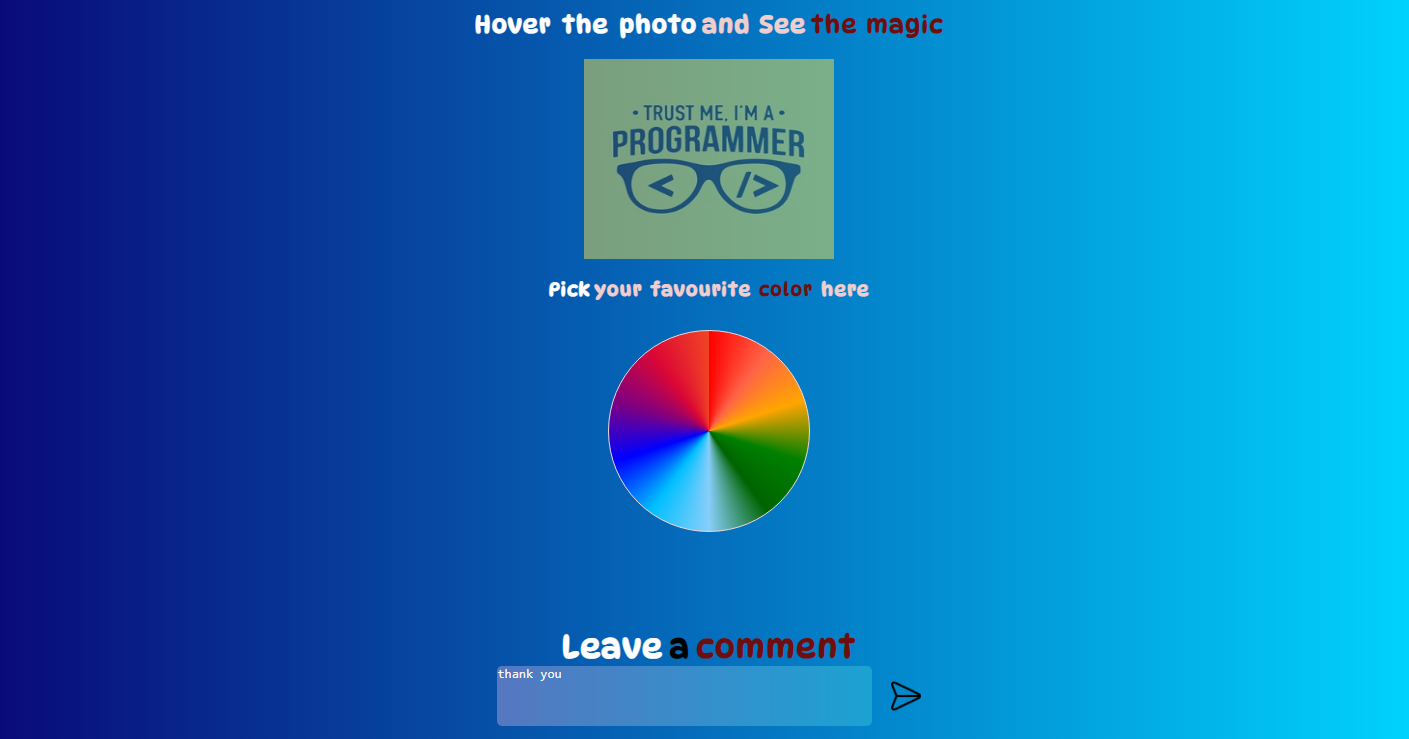 Hover the photo and See the magic
• TRUST ME, I'M A •
PROGRAMMER
< />
Pick your favourite color here
Leave a comment
thank you